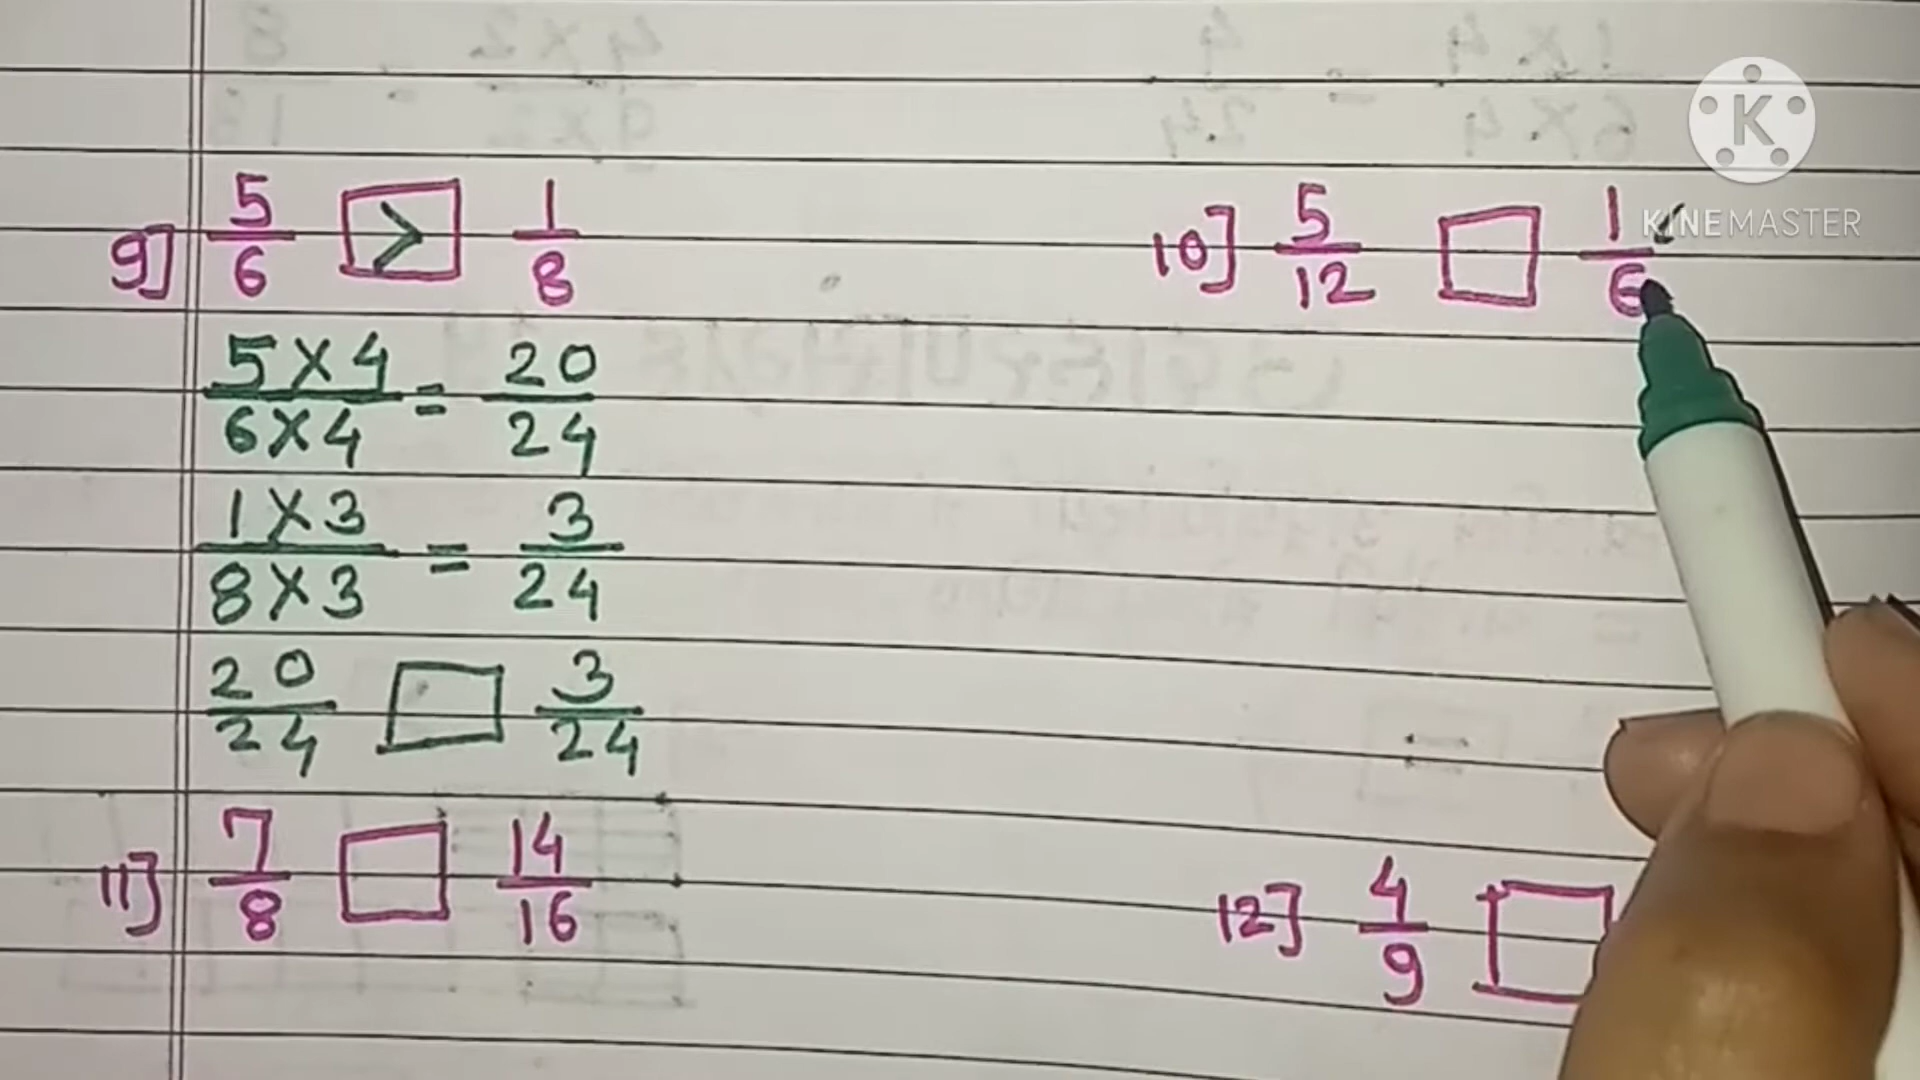 9] 5/6 [>] 1/8
5×4/6×4 = 20/24
1×3/8×3 = 3/24
20/24 □ 3/24
11] 7/8 □ 14/16
10] 5/12 □ 1/6
12] 4/9 □
K
KINEMASTER